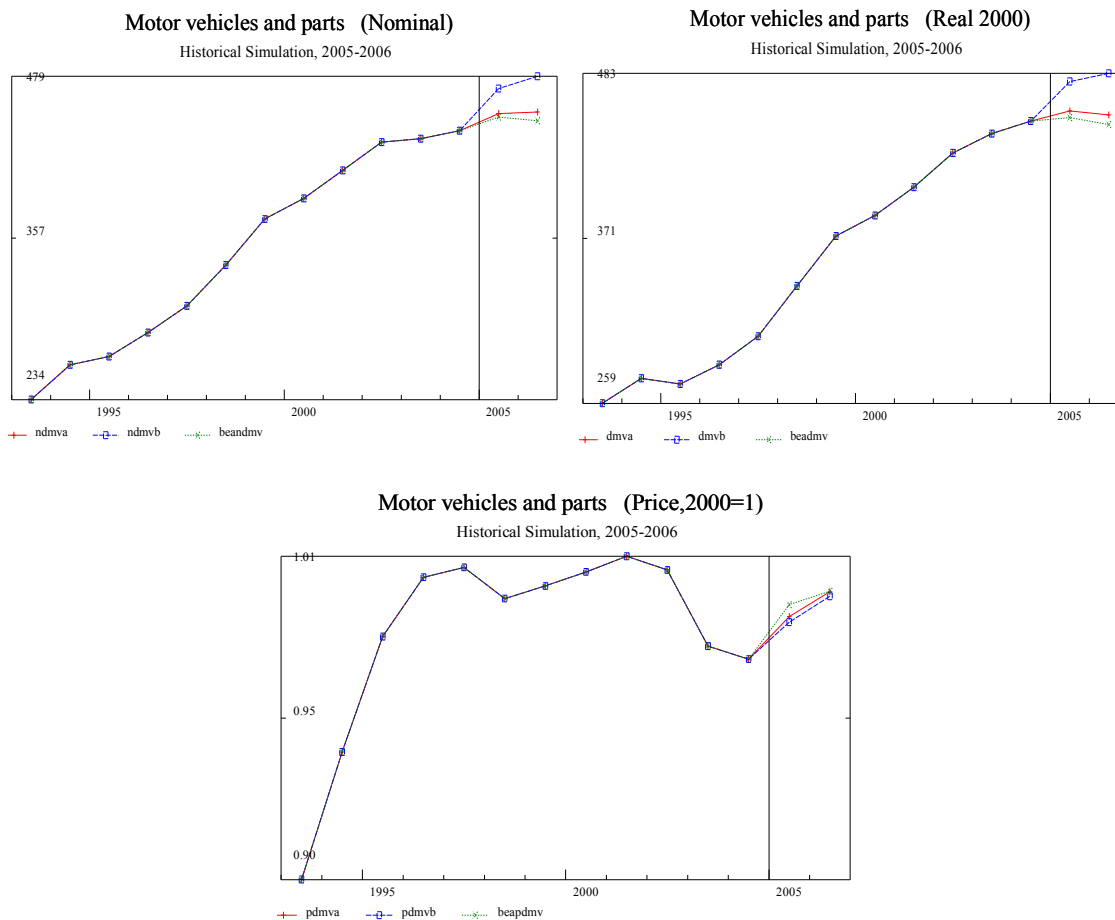 Motor vehicles and parts (Nominal)
Historical Simulation, 2005-2006
479
357
234
1995 2000 2005
ndmva ndmvb beandmv
Motor vehicles and parts (Real 2000)
Historical Simulation, 2005-2006
483
371
259
1995 2000 2005
dmva dmvb beadmv
Motor vehicles and parts (Price,2000=1)
Historical Simulation, 2005-2006
1.01
0.95
0.90
1995 2000 2005
pdmva pdmvb beapdmv